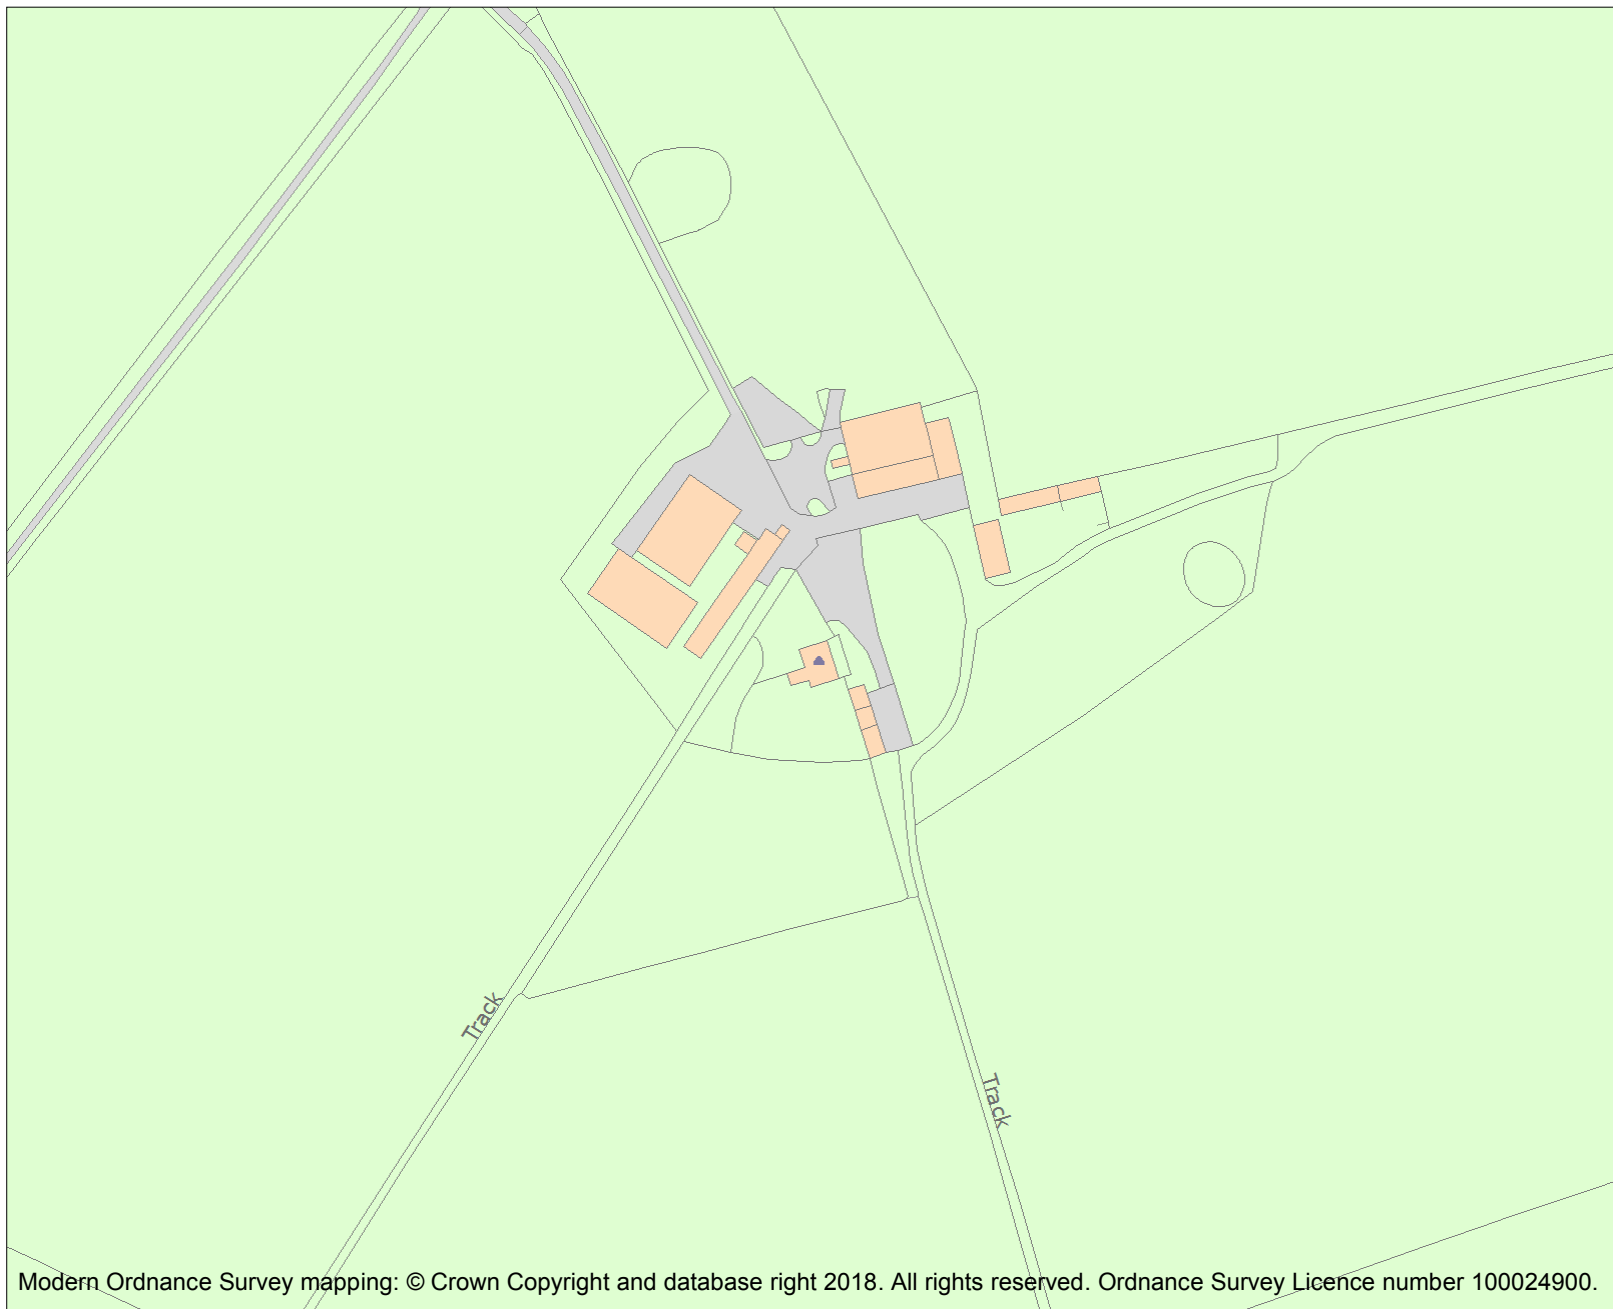 Track
Track
Modern Ordnance Survey mapping: © Crown Copyright and database right 2018. All rights reserved. Ordnance Survey Licence number 100024900.